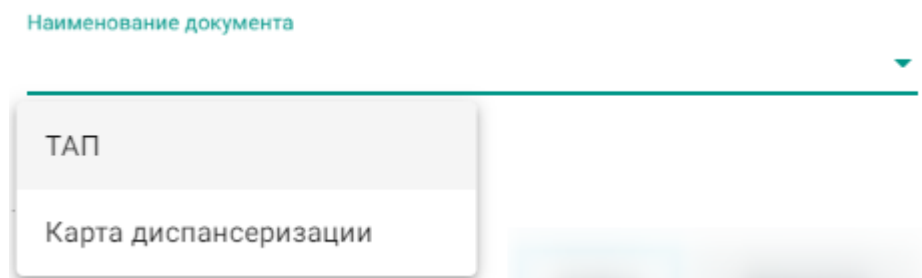 Наименование документа
ТАП
Карта диспансеризации